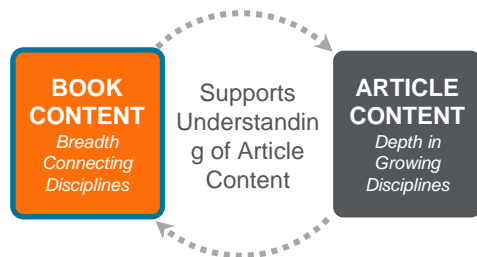 BOOK
CONTENT
Breadth
Connecting
Disciplines
Supports
Understandin
g of Article
Content
ARTICLE
CONTENT
Depth in
Growing
Disciplines